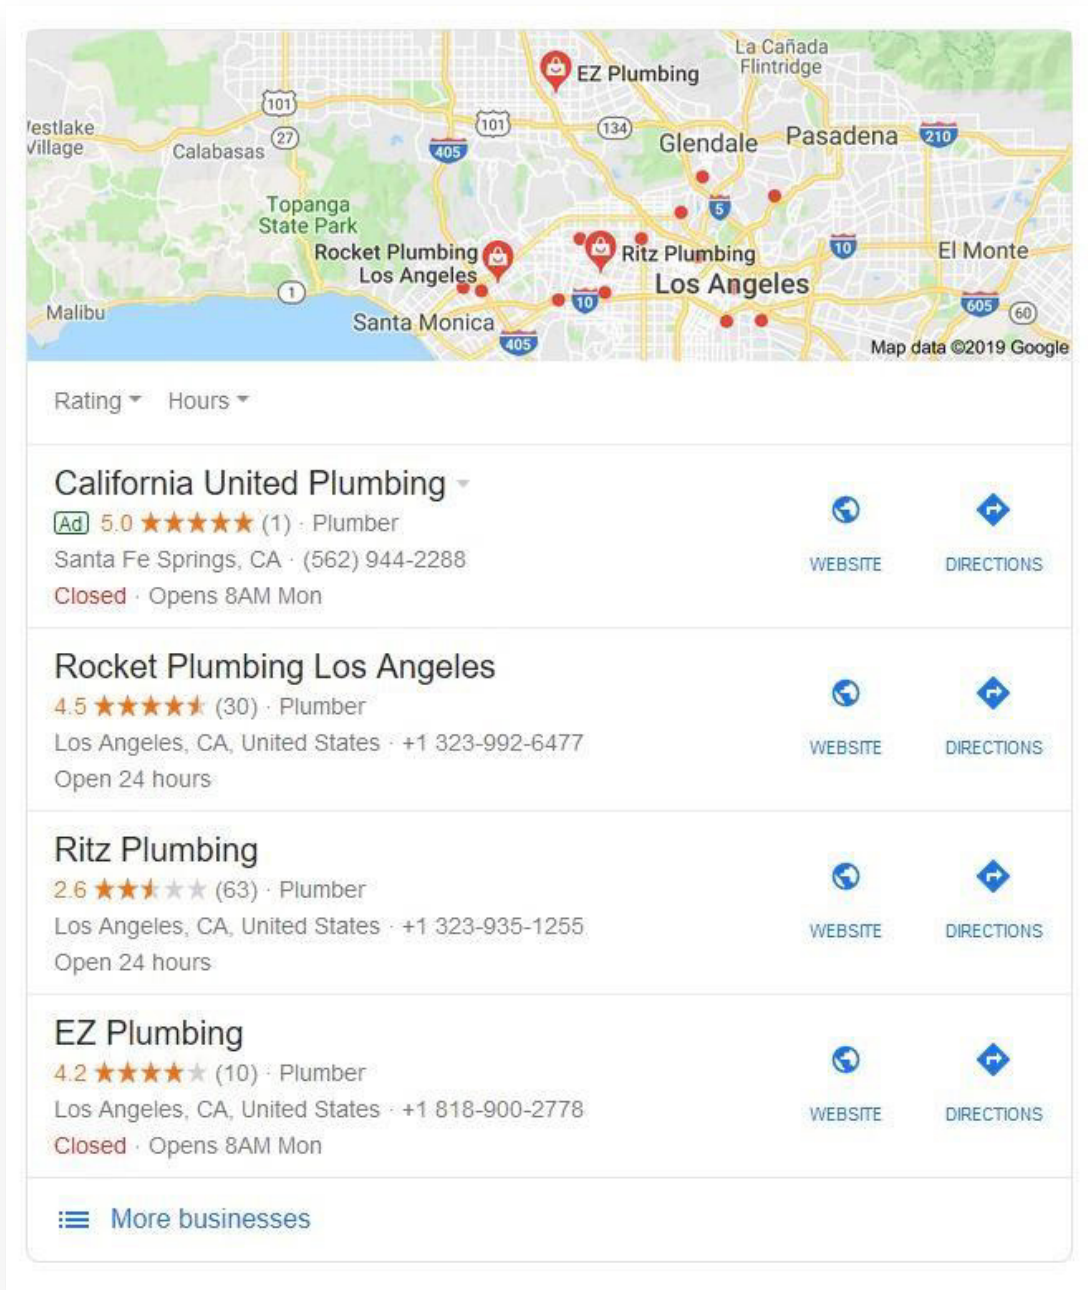 La Cañada
Flintridge
EZ Plumbing
101
101
134
Westlake
Village
27
Calabasas
405
Glendale
Pasadena
210
Topanga
State Park
5
Rocket Plumbing
Los Angeles
Ritz Plumbing
10
El Monte
Los Angeles
1
10
605
60
Malibu
Santa Monica
405
Map data ©2019 Google
Rating
Hours
California United Plumbing
Ad 5.0 (1) · Plumber
Santa Fe Springs, CA · (562) 944-2288
Closed · Opens 8AM Mon
WEBSITE
DIRECTIONS
Rocket Plumbing Los Angeles
4.5 (30) · Plumber
Los Angeles, CA, United States · +1 323-992-6477
Open 24 hours
WEBSITE
DIRECTIONS
Ritz Plumbing
2.6 (63) · Plumber
Los Angeles, CA, United States · +1 323-935-1255
Open 24 hours
WEBSITE
DIRECTIONS
EZ Plumbing
4.2 (10) · Plumber
Los Angeles, CA, United States · +1 818-900-2778
Closed · Opens 8AM Mon
WEBSITE
DIRECTIONS
More businesses